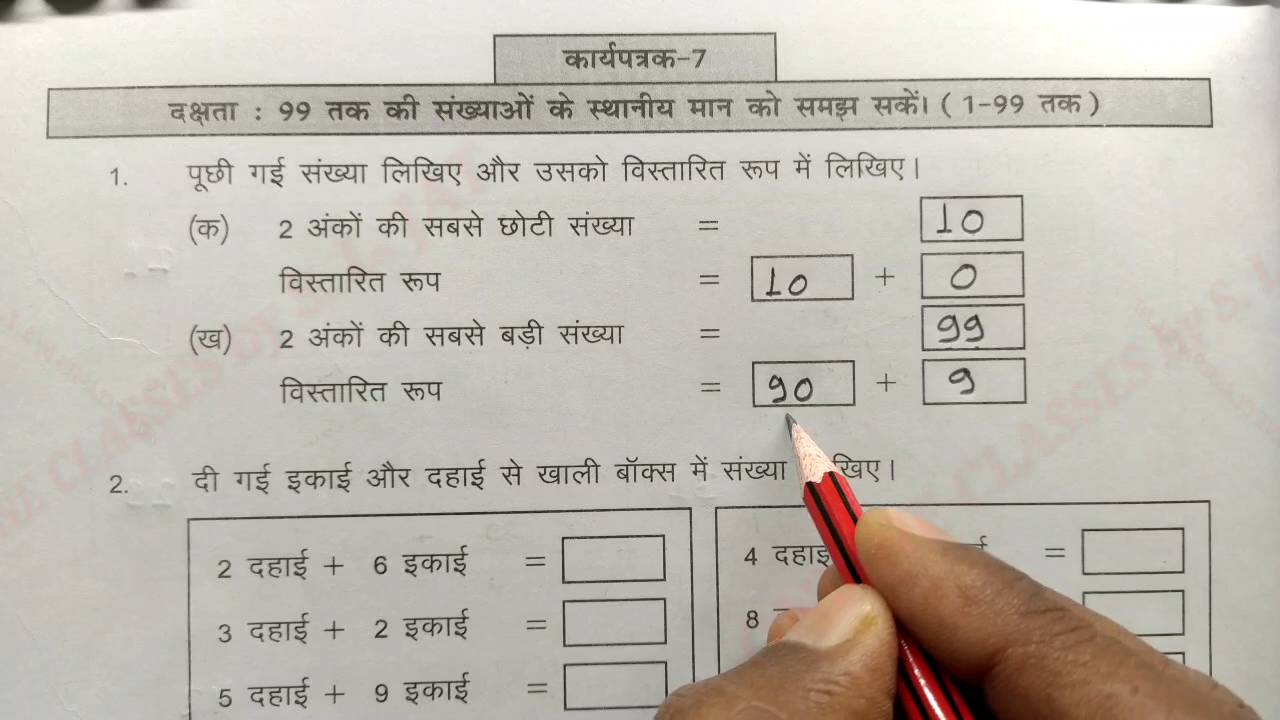 कार्यपत्रक-7
दक्षता : 99 तक की संख्याओं के स्थानीय मान को समझ सकें। ( 1-99 तक )
1. पूछी गई संख्या लिखिए और उसको विस्तारित रूप में लिखिए।
(क) 2 अंकों की सबसे छोटी संख्या = 10
विस्तारित रूप = 10 + 0
(ख) 2 अंकों की सबसे बड़ी संख्या = 99
विस्तारित रूप = 90 + 9
2. दी गई इकाई और दहाई से खाली बॉक्स में संख्या
2 दहाई + 6 इकाई =
4 दहाई =
3 दहाई + 2 इकाई =
8
5 दहाई + 9 इकाई =